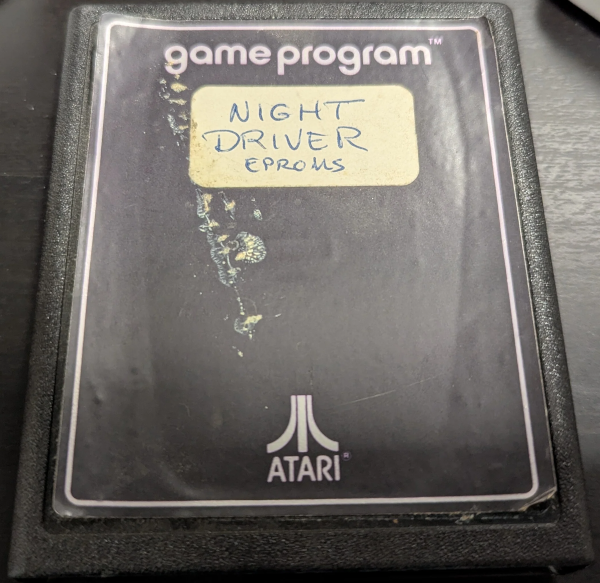 game program™
NIGHT
DRIVER
EPROMS
ATARI®